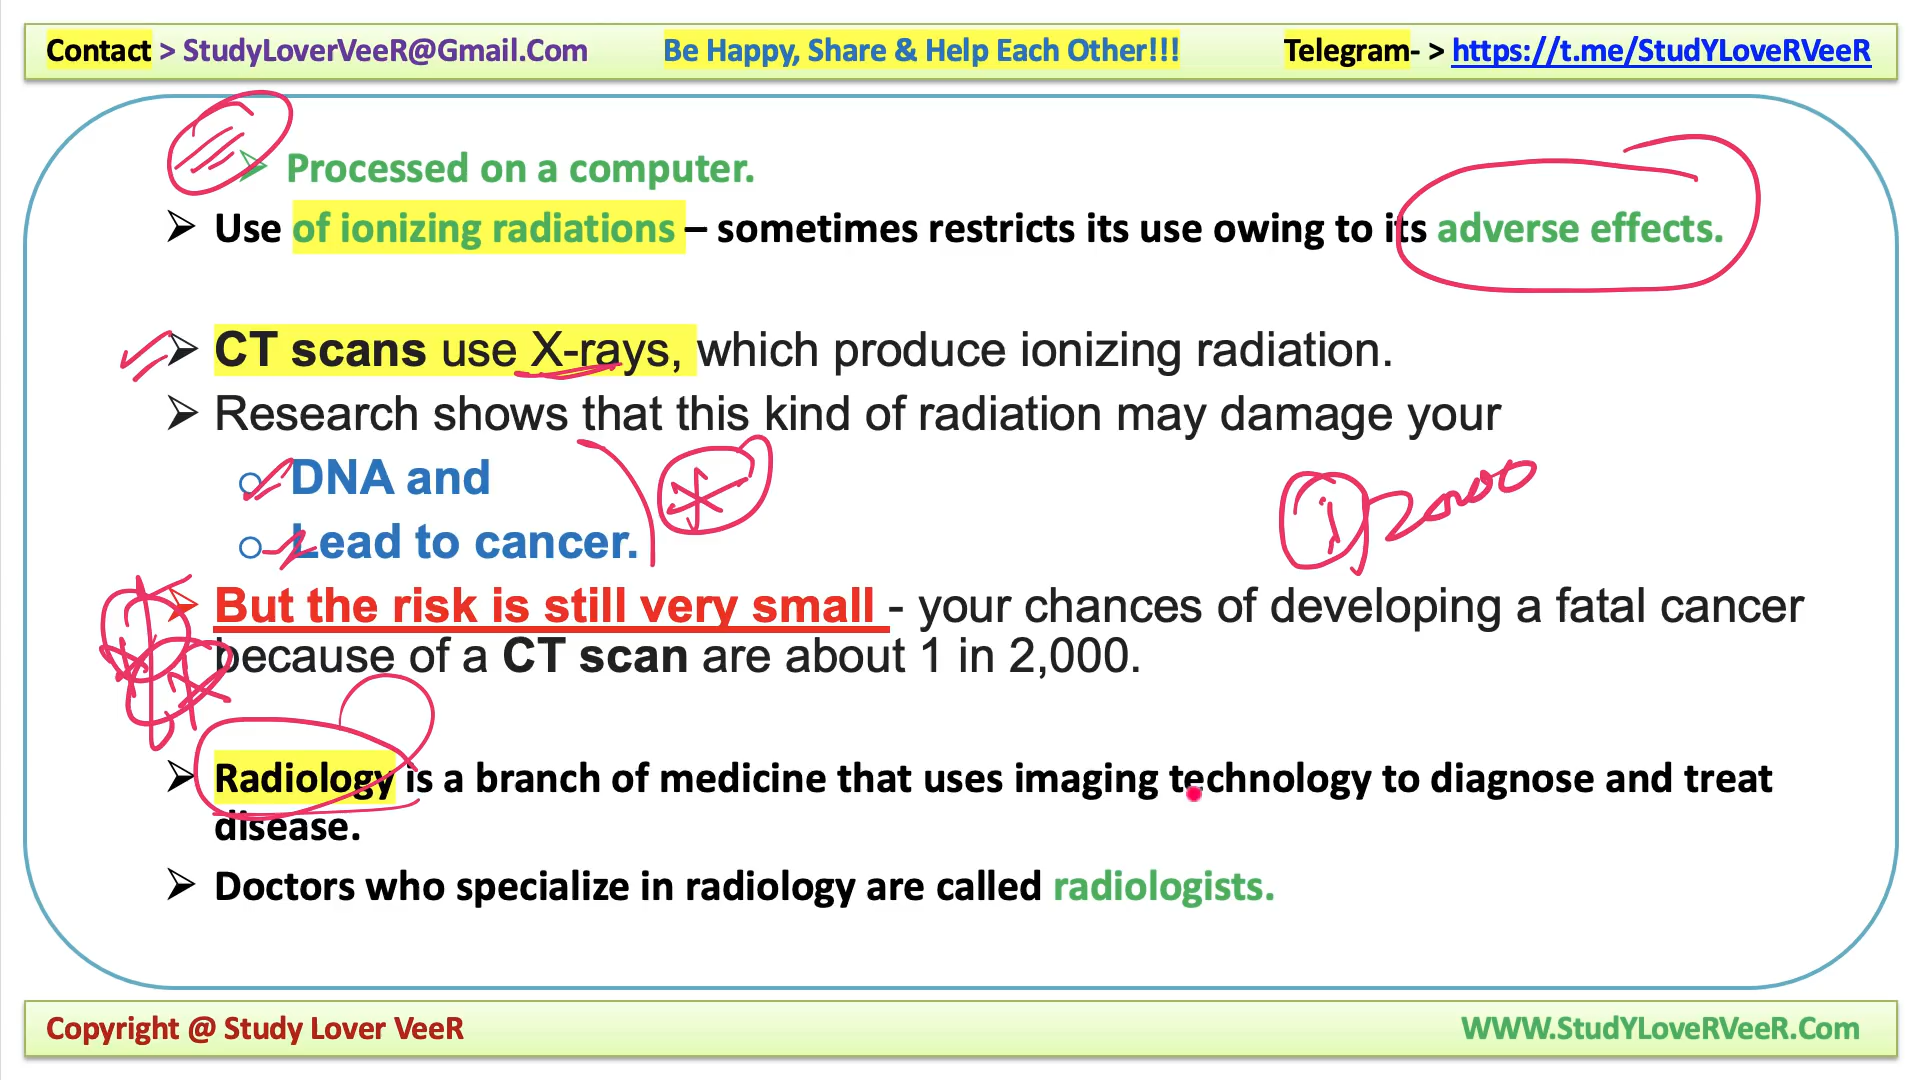 Contact > StudyLoverVeeR@Gmail.Com Be Happy, Share & Help Each Other!!! Telegram- > https://t.me/StudYLoveRVeeR
➢ Processed on a computer.
➢ Use of ionizing radiations – sometimes restricts its use owing to its adverse effects.
➢ CT scans use X-rays, which produce ionizing radiation.
➢ Research shows that this kind of radiation may damage your
o DNA and
o Lead to cancer.
1 2000
➢ But the risk is still very small - your chances of developing a fatal cancer
because of a CT scan are about 1 in 2,000.
➢ Radiology is a branch of medicine that uses imaging technology to diagnose and treat
disease.
➢ Doctors who specialize in radiology are called radiologists.
Copyright @ Study Lover VeeR WWW.StudYLoveRVeeR.Com